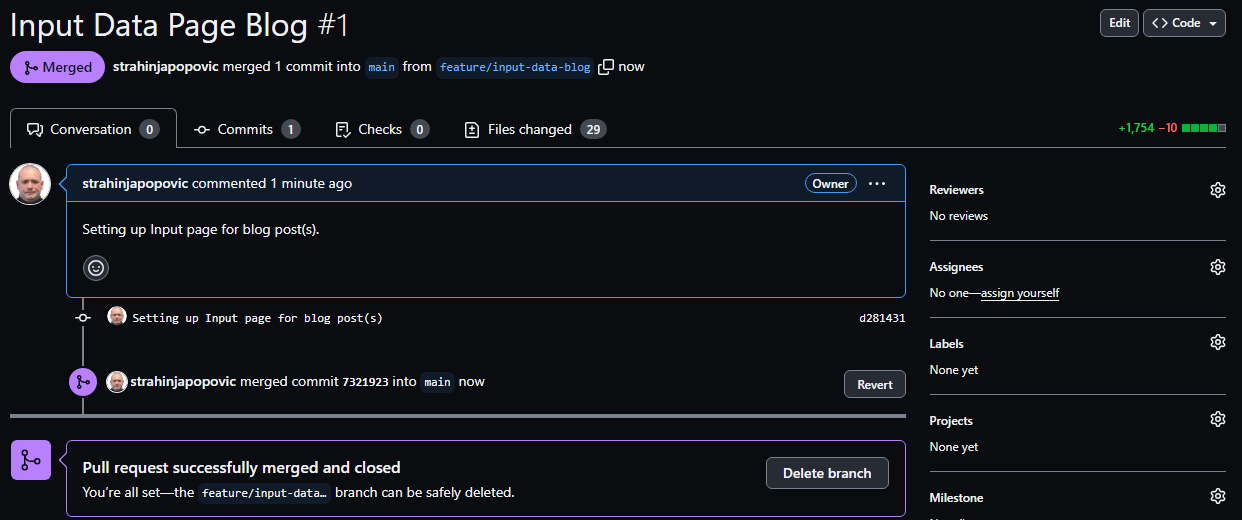 Input Data Page Blog #1
Edit
Code
Merged
strahinjapopovic merged 1 commit into main from feature/input-data-blog now
Conversation 0
Commits 1
Checks 0
Files changed 29
+1,754 −10
strahinjapopovic commented 1 minute ago
Owner
Setting up Input page for blog post(s).
Setting up Input page for blog post(s)
d281431
strahinjapopovic merged commit 7321923 into main now
Revert
Pull request successfully merged and closed
You're all set—the feature/input-data… branch can be safely deleted.
Delete branch
Reviewers
No reviews
Assignees
No one—assign yourself
Labels
None yet
Projects
None yet
Milestone